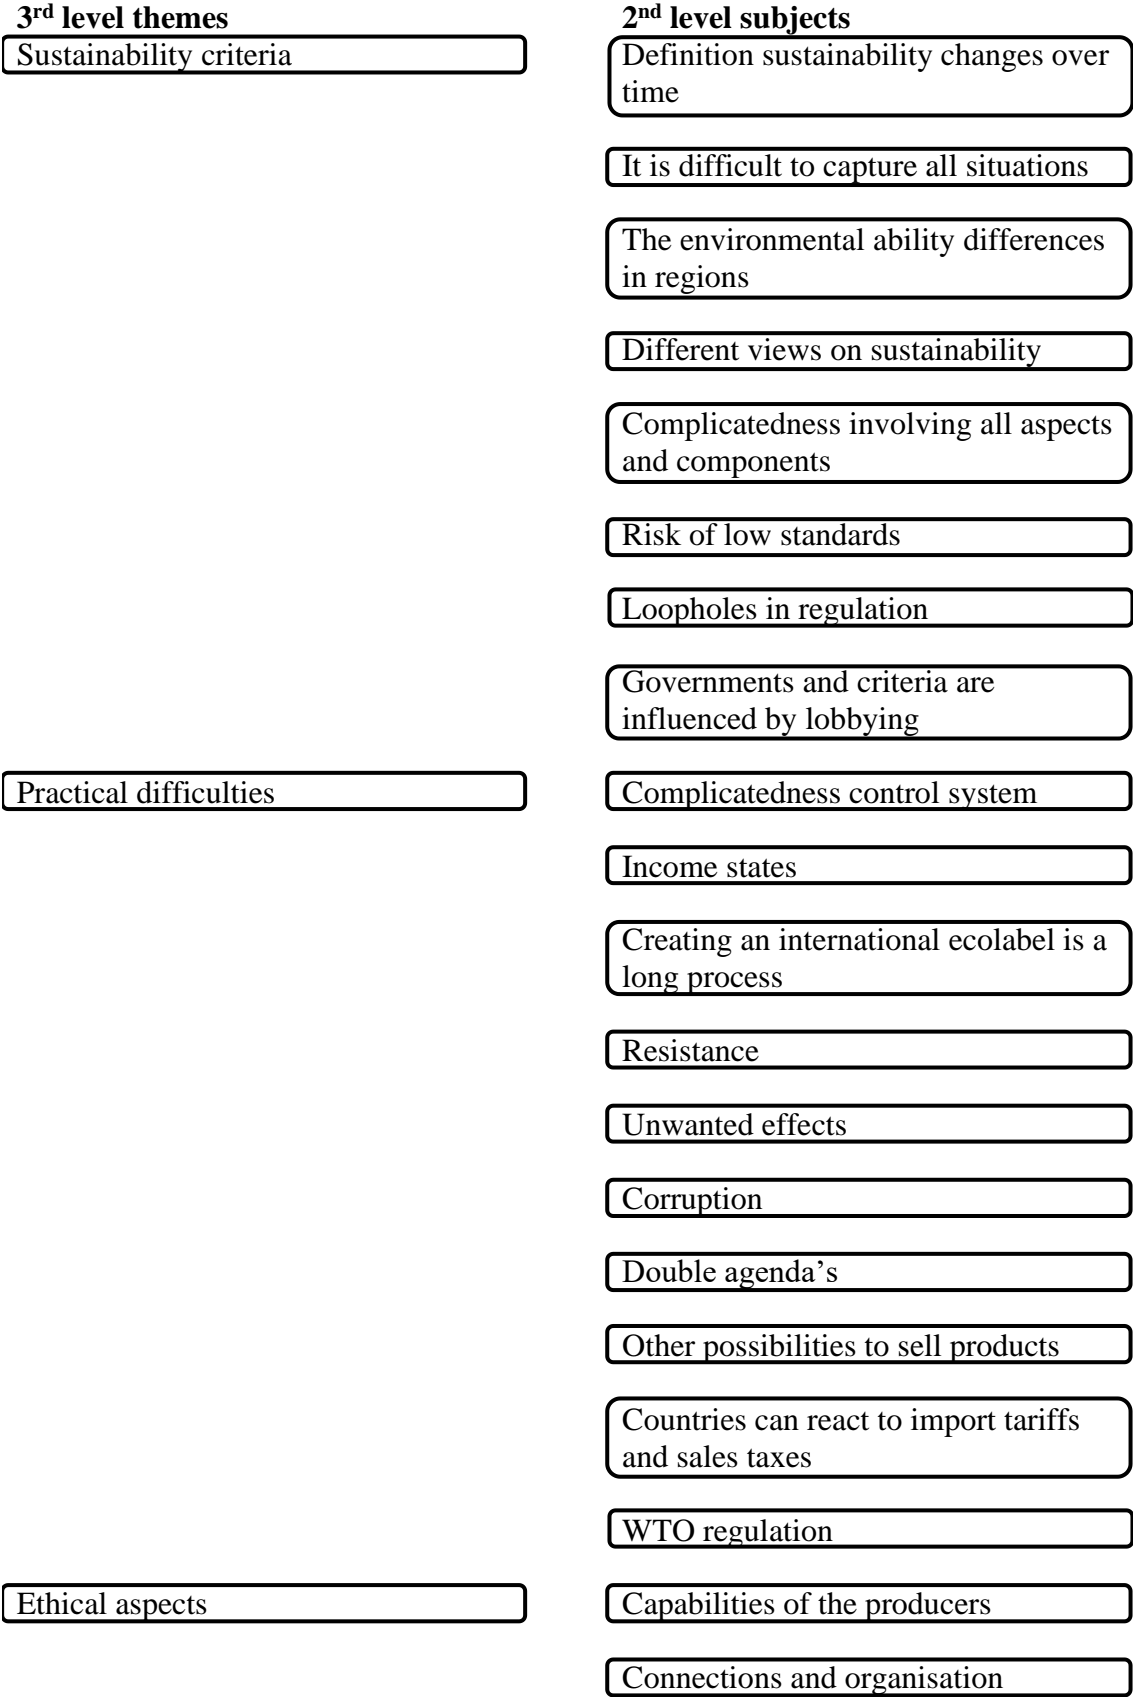 3rd level themes
2nd level subjects
Sustainability criteria
Definition sustainability changes over
time
It is difficult to capture all situations
The environmental ability differences
in regions
Different views on sustainability
Complicatedness involving all aspects
and components
Risk of low standards
Loopholes in regulation
Governments and criteria are
influenced by lobbying
Practical difficulties
Complicatedness control system
Income states
Creating an international ecolabel is a
long process
Resistance
Unwanted effects
Corruption
Double agenda’s
Other possibilities to sell products
Countries can react to import tariffs
and sales taxes
WTO regulation
Ethical aspects
Capabilities of the producers
Connections and organisation